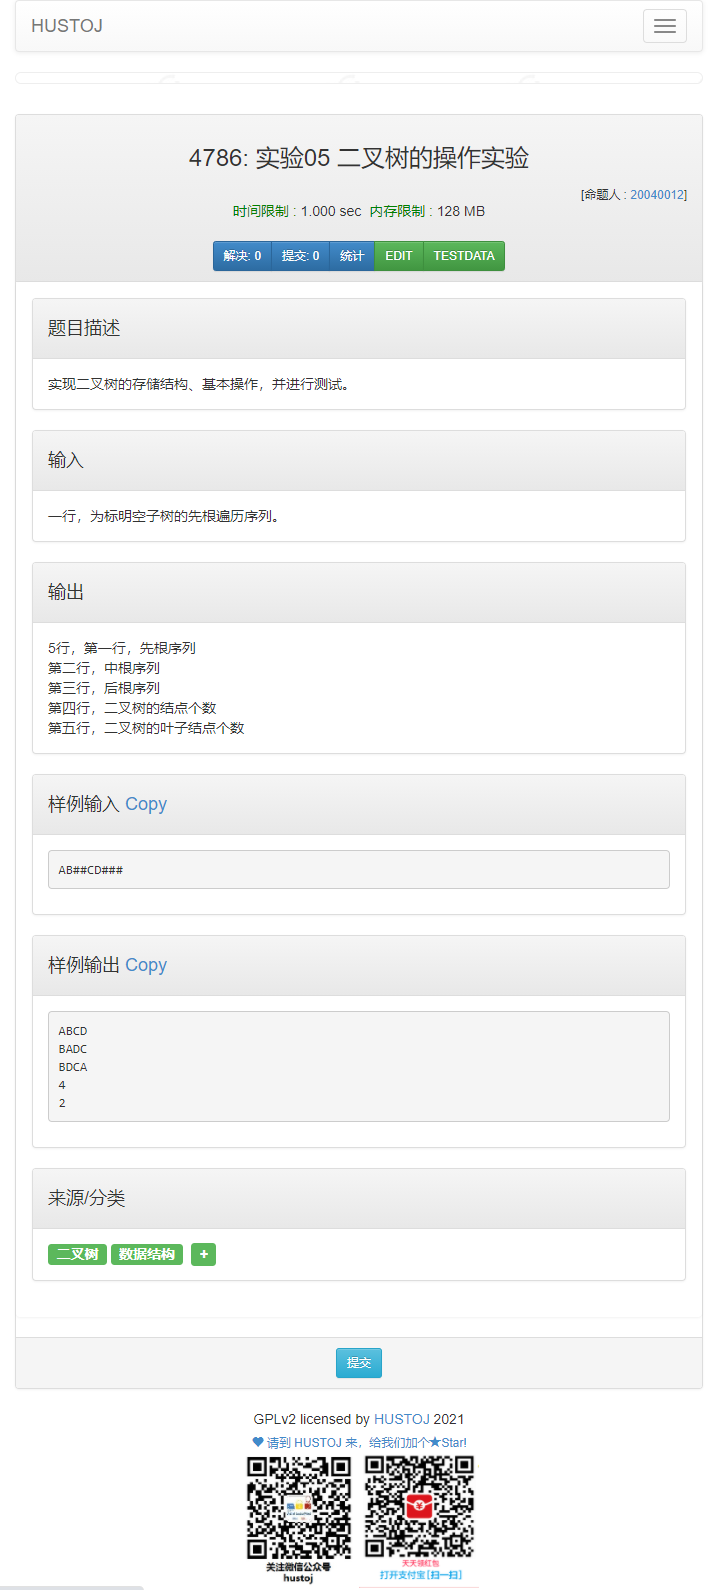 HUSTOJ
4786: 实验05 二叉树的操作实验
[命题人 : 20040012]
时间限制 : 1.000 sec 内存限制 : 128 MB
解决: 0 提交: 0 统计 EDIT TESTDATA
题目描述
实现二叉树的存储结构、基本操作，并进行测试。
输入
一行，为标明空子树的先根遍历序列。
输出
5行，第一行，先根序列
第二行，中根序列
第三行，后根序列
第四行，二叉树的结点个数
第五行，二叉树的叶子结点个数
样例输入 Copy
AB##CD###
样例输出 Copy
ABCD
BADC
BDCA
4
2
来源/分类
二叉树 数据结构 +
提交
GPLv2 licensed by HUSTOJ 2021
请到 HUSTOJ 来，给我们加个★Star!
关注微信公众号
hustoj
天天领红包
打开支付宝[扫一扫]